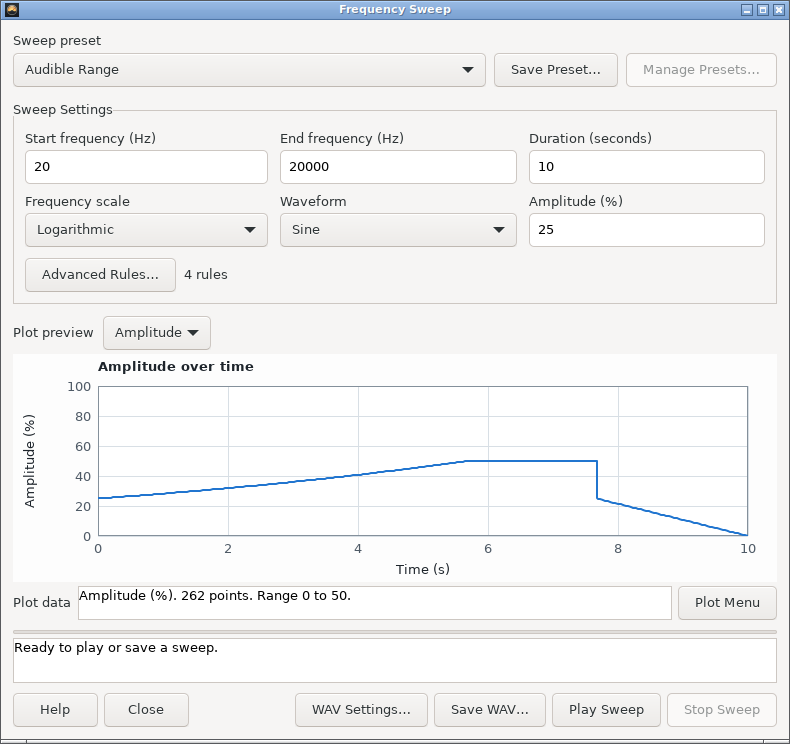 Frequency Sweep
Sweep preset
Audible Range
Save Preset...
Manage Presets...
Sweep Settings
Start frequency (Hz)
End frequency (Hz)
Duration (seconds)
20
20000
10
Frequency scale
Waveform
Amplitude (%)
Logarithmic
Sine
25
Advanced Rules...
4 rules
Plot preview
Amplitude
Amplitude over time
Amplitude (%)
100
80
60
40
20
0
0
2
4
6
8
10
Time (s)
Plot data
Amplitude (%). 262 points. Range 0 to 50.
Plot Menu
Ready to play or save a sweep.
Help
Close
WAV Settings...
Save WAV...
Play Sweep
Stop Sweep